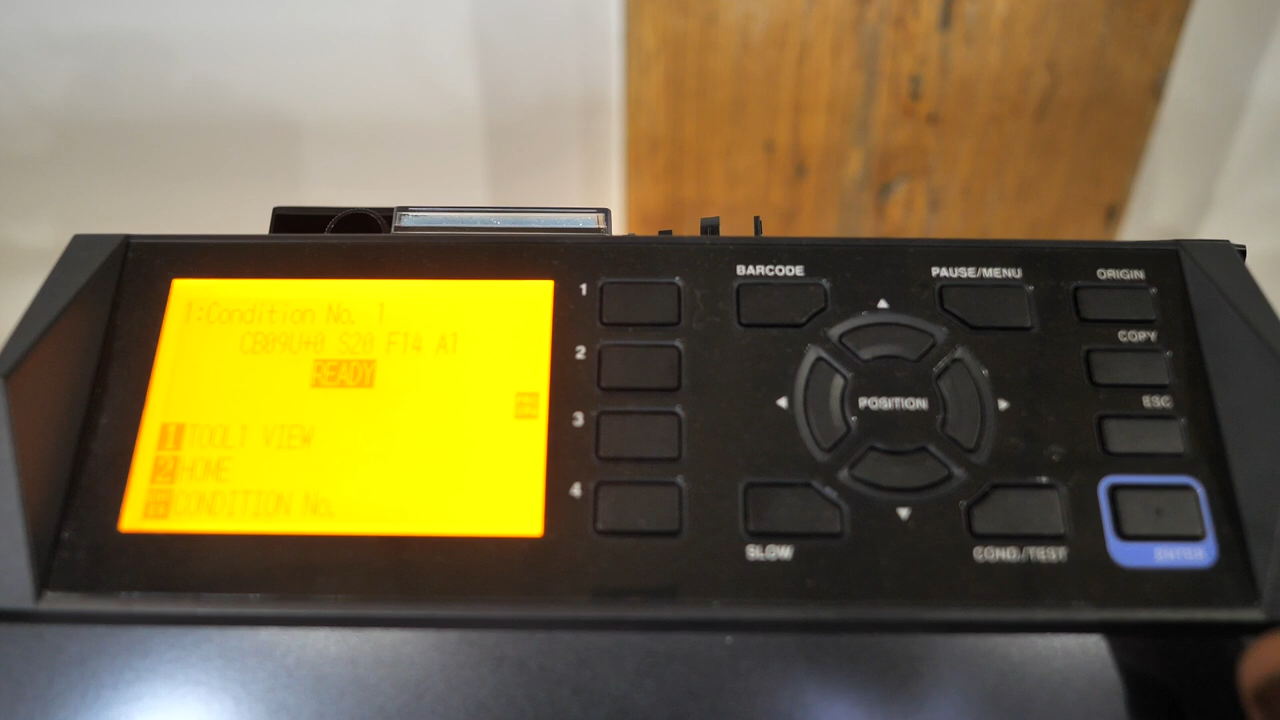 1:Condition No. 1
CB09U+0 S20 F14 A1
READY
1 TOOL1 VIEW
2 HOME
CONDITION No.
1
2
3
4
BARCODE
PAUSE/MENU
POSITION
SLOW
COND./TEST
ORIGIN
COPY
ESC
ENTER